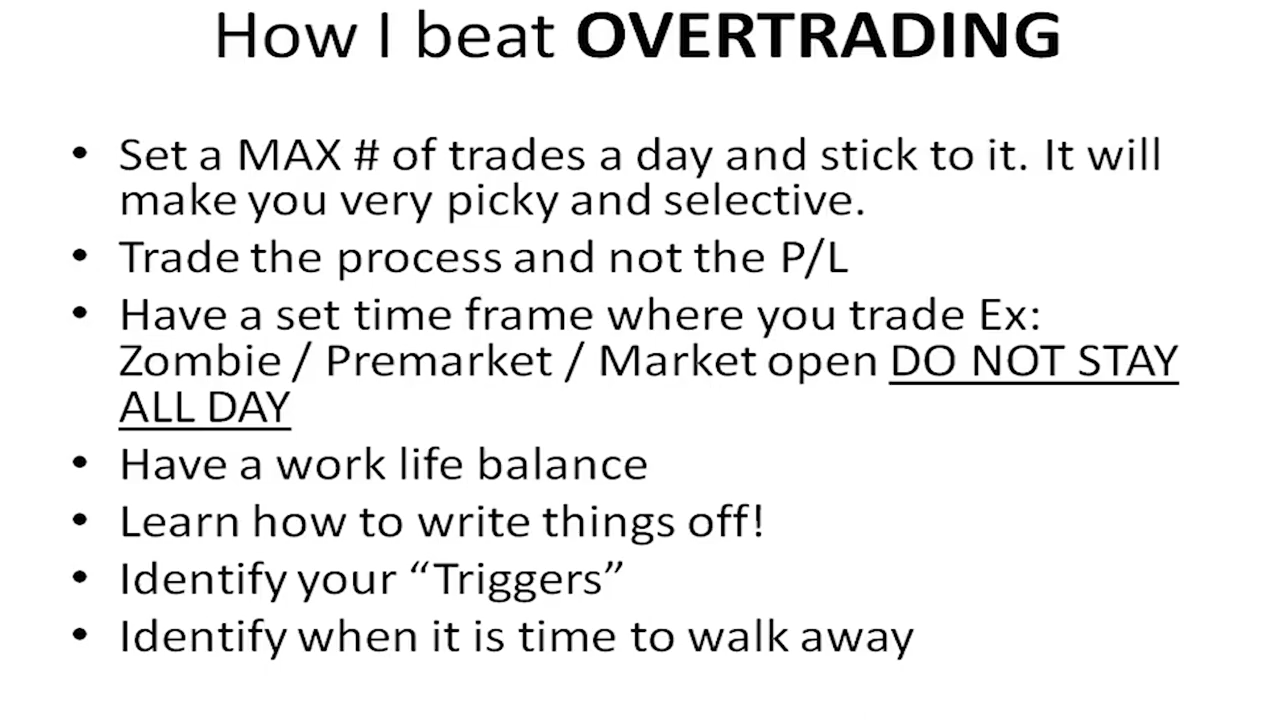 How I beat OVERTRADING
• Set a MAX # of trades a day and stick to it. It will
make you very picky and selective.
• Trade the process and not the P/L
• Have a set time frame where you trade Ex:
Zombie / Premarket / Market open DO NOT STAY
ALL DAY
• Have a work life balance
• Learn how to write things off!
• Identify your “Triggers”
• Identify when it is time to walk away